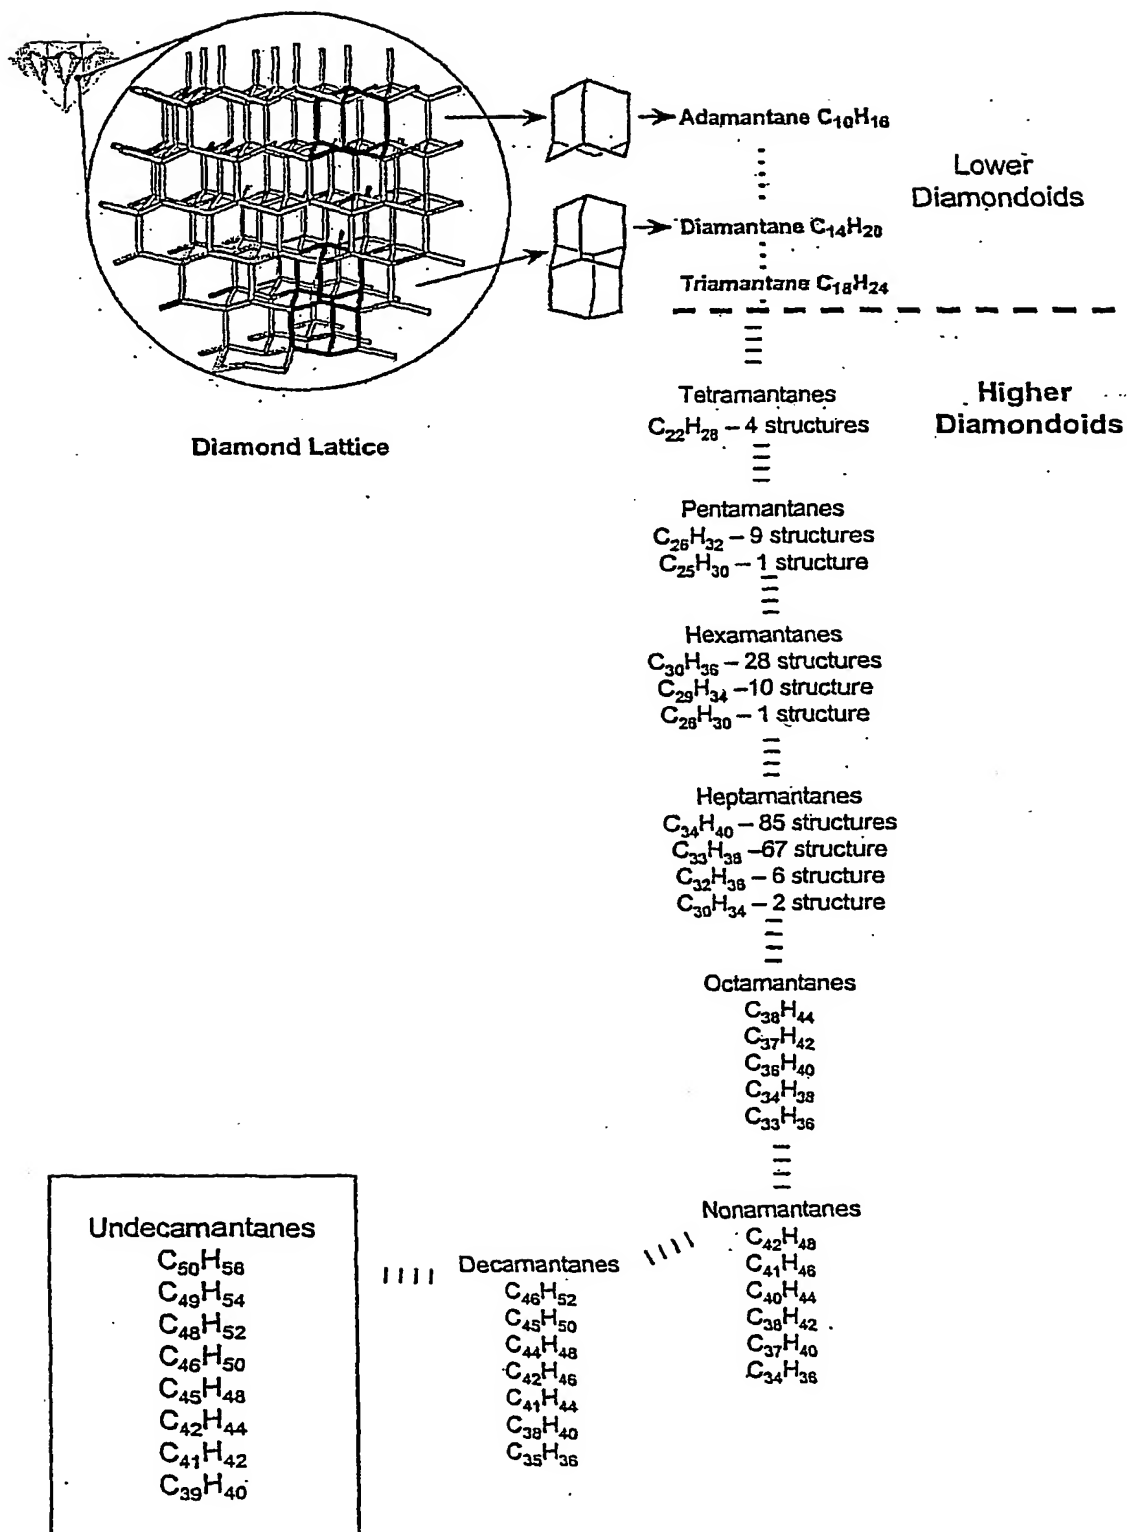 Adamantane C₁₀H₁₆
Lower
Diamondoids
Diamantane C₁₄H₂₀
Triamantane C₁₈H₂₄
Diamond Lattice
Higher
Diamondoids
Tetramantanes
C₂₂H₂₈ – 4 structures
Pentamantanes
C₂₆H₃₂ – 9 structures
C₂₅H₃₀ – 1 structure
Hexamantanes
C₃₀H₃₆ – 28 structures
C₂₉H₃₄ –10 structure
C₂₆H₃₀ – 1 structure
Heptamantanes
C₃₄H₄₀ – 85 structures
C₃₃H₃₈ –67 structure
C₃₂H₃₆ – 6 structure
C₃₀H₃₄ – 2 structure
Octamantanes
C₃₈H₄₄
C₃₇H₄₂
C₃₆H₄₀
C₃₄H₃₈
C₃₃H₃₆
Nonamantanes
C₄₂H₄₈
C₄₁H₄₆
C₄₀H₄₄
C₃₈H₄₂
C₃₇H₄₀
C₃₄H₃₆
Decamantanes
C₄₆H₅₂
C₄₅H₅₀
C₄₄H₄₈
C₄₂H₄₆
C₄₁H₄₄
C₃₈H₄₀
C₃₅H₃₆
Undecamantanes
C₅₀H₅₆
C₄₉H₅₄
C₄₈H₅₂
C₄₆H₅₀
C₄₅H₄₈
C₄₂H₄₄
C₄₁H₄₂
C₃₉H₄₀